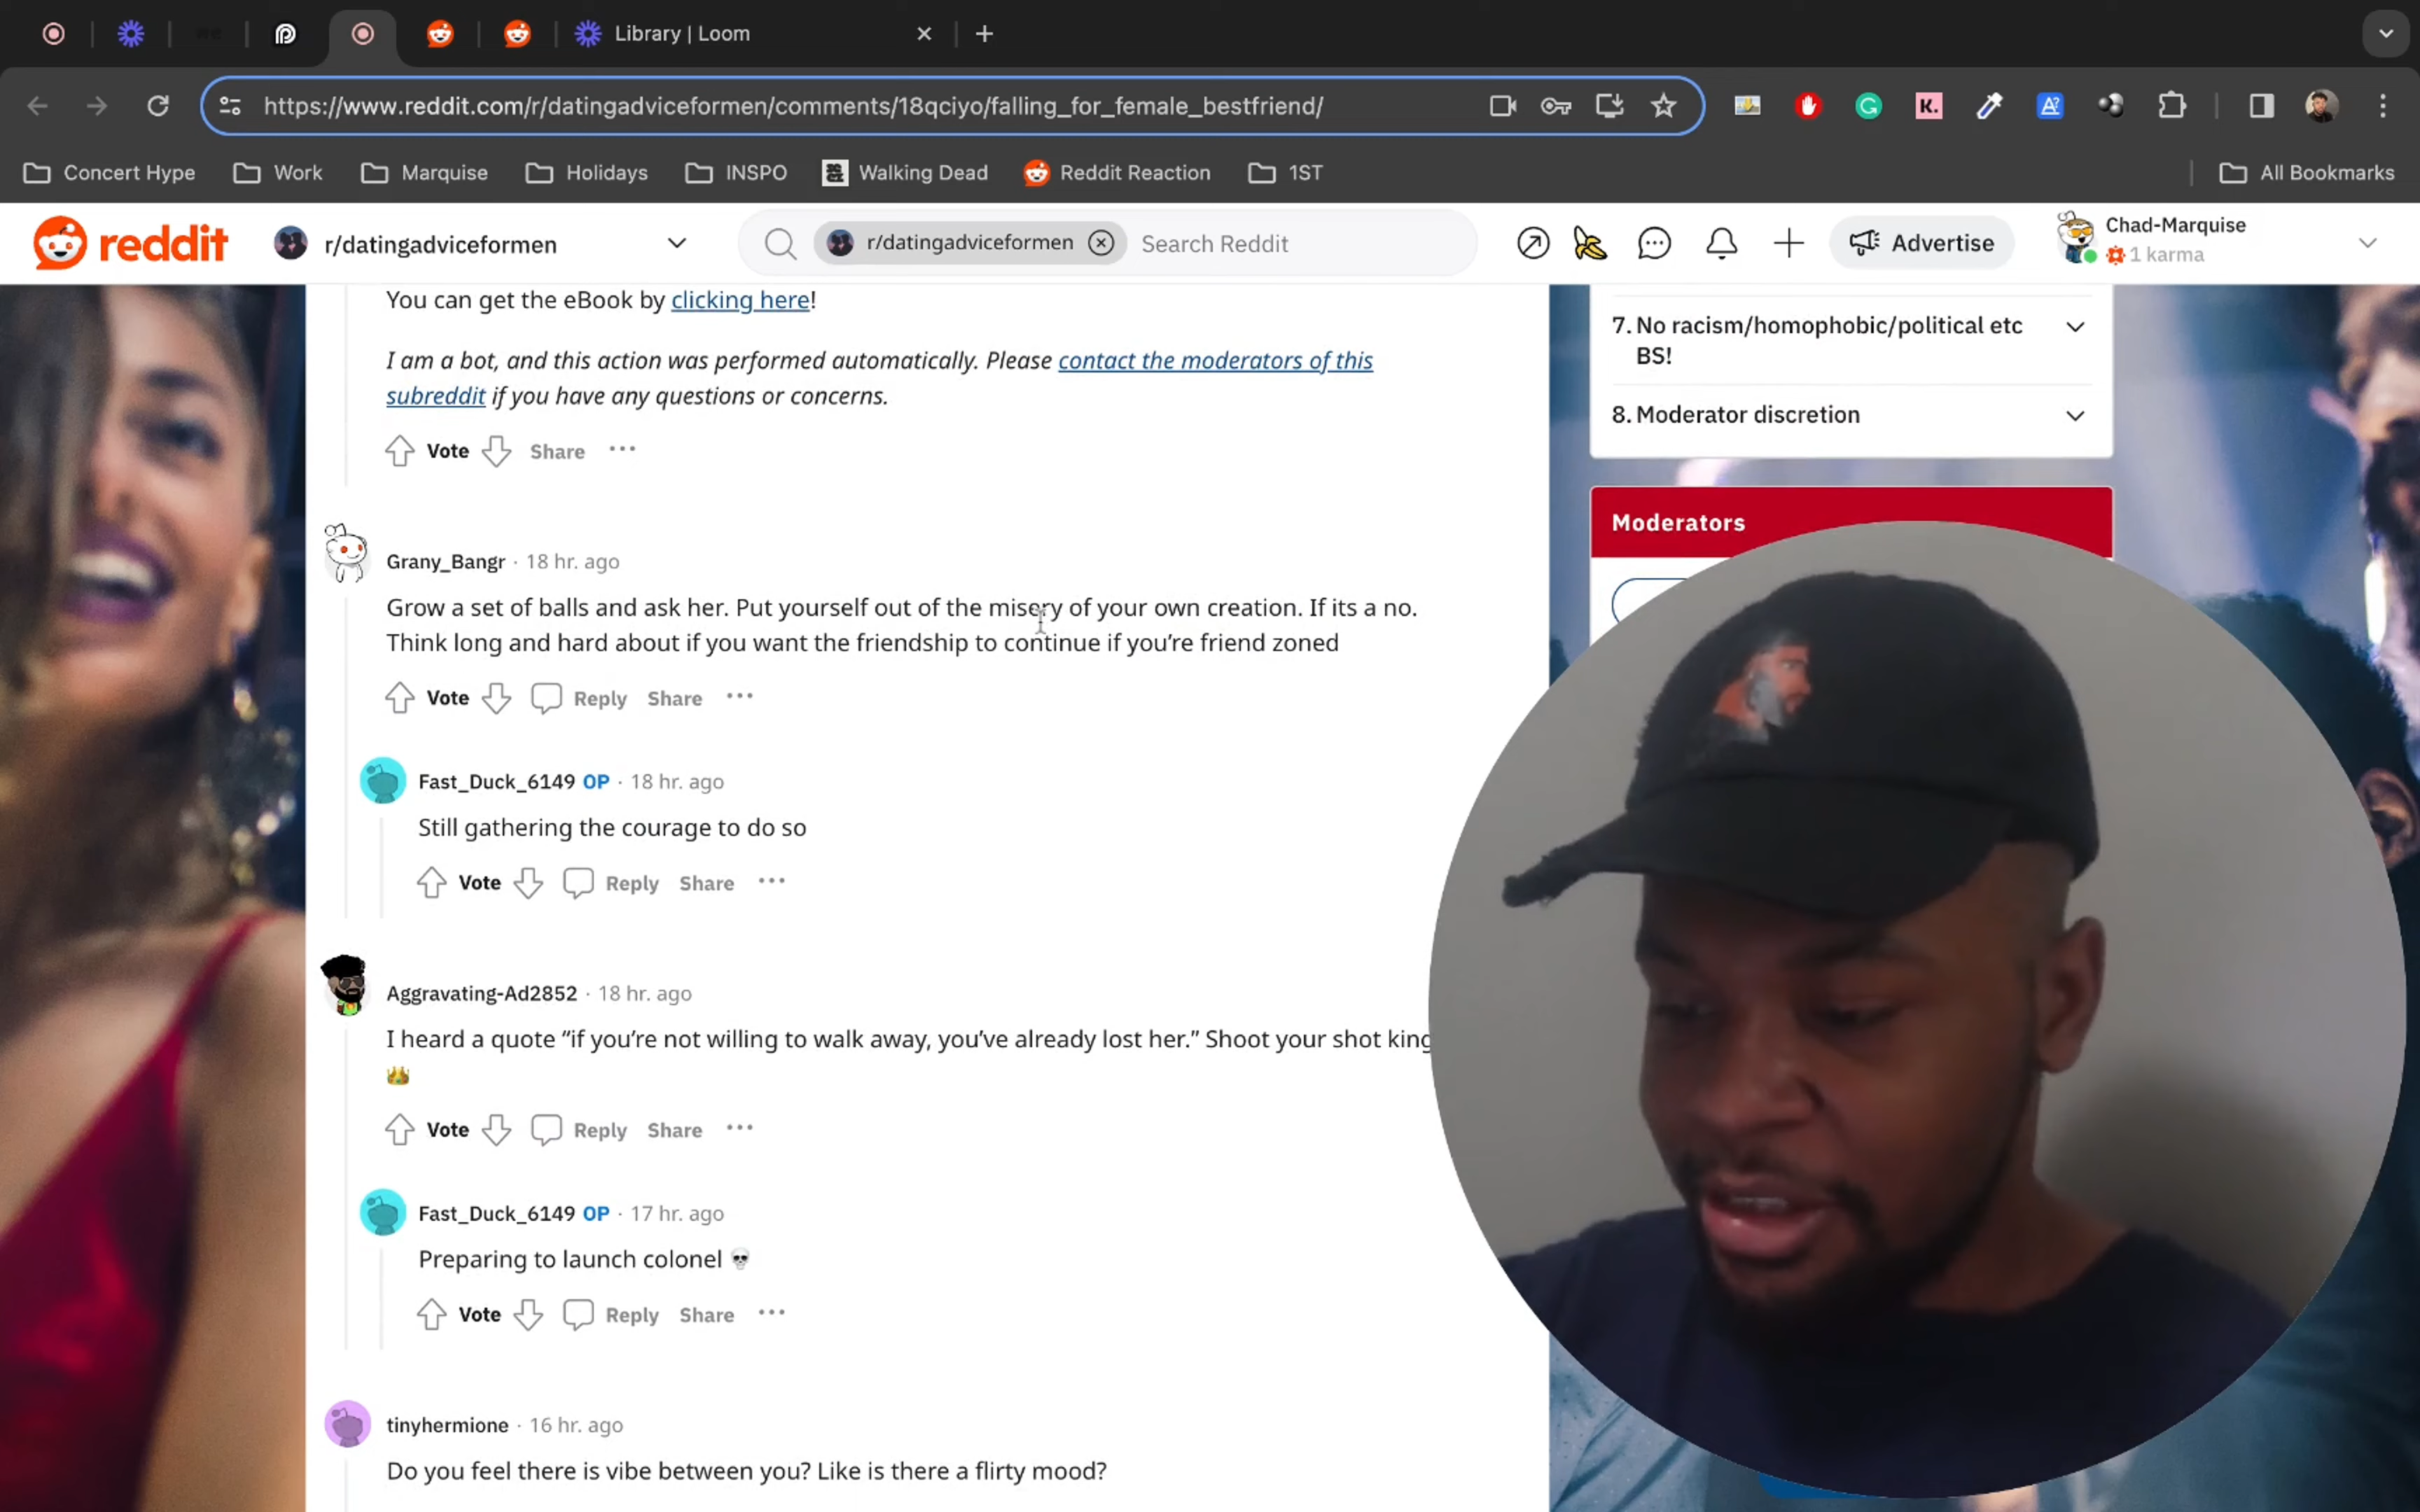 Library | Loom
https://www.reddit.com/r/datingadviceformen/comments/18qciyo/falling_for_female_bestfriend/
Concert Hype Work Marquise Holidays INSPO Walking Dead Reddit Reaction 1ST All Bookmarks
reddit r/datingadviceformen r/datingadviceformen Search Reddit Advertise Chad-Marquise
1 karma
You can get the eBook by clicking here!
I am a bot, and this action was performed automatically. Please contact the moderators of this
subreddit if you have any questions or concerns.
Vote Share ...
Grany_Bangr · 18 hr. ago
Grow a set of balls and ask her. Put yourself out of the misery of your own creation. If its a no.
Think long and hard about if you want the friendship to continue if you’re friend zoned
Vote Reply Share ...
Fast_Duck_6149 OP · 18 hr. ago
Still gathering the courage to do so
Vote Reply Share ...
Aggravating-Ad2852 · 18 hr. ago
I heard a quote “if you’re not willing to walk away, you’ve already lost her.” Shoot your shot king
👑
Vote Reply Share ...
Fast_Duck_6149 OP · 17 hr. ago
Preparing to launch colonel 💀
Vote Reply Share ...
tinyhermione · 16 hr. ago
Do you feel there is vibe between you? Like is there a flirty mood?
7. No racism/homophobic/political etc
BS!
8. Moderator discretion
Moderators